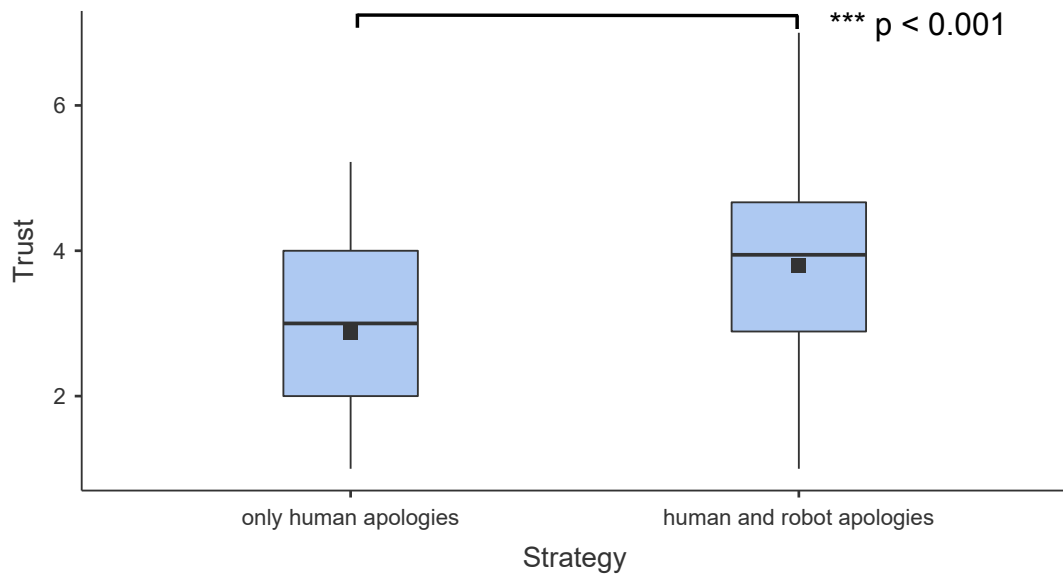 *** p < 0.001
6
4
2
Trust
only human apologies
human and robot apologies
Strategy